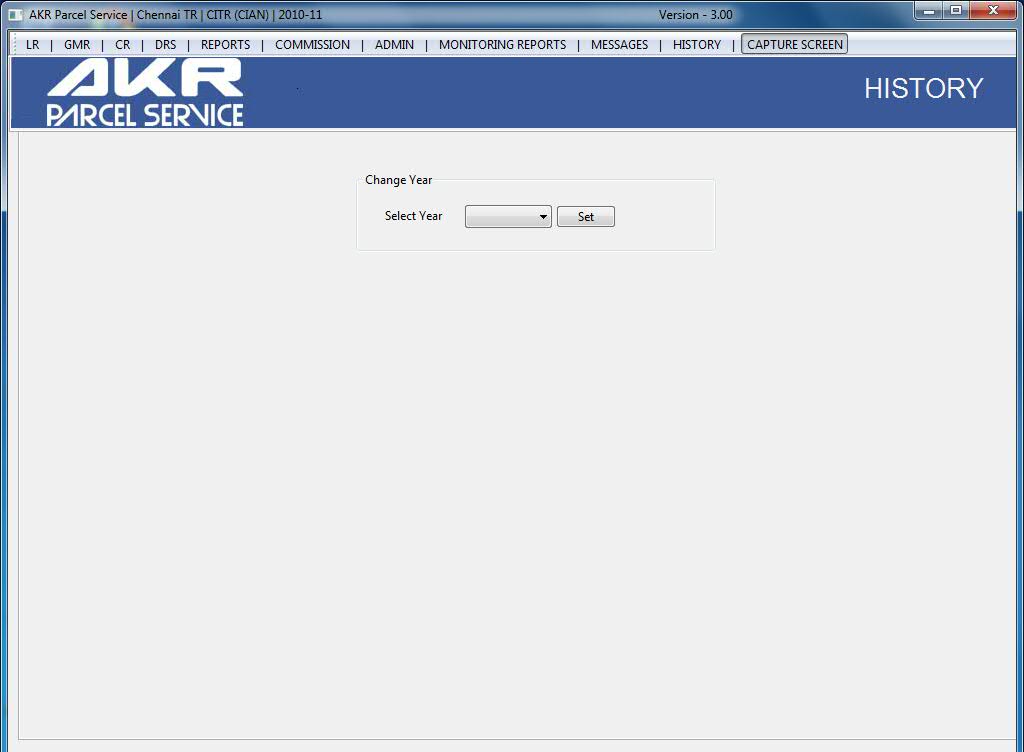 AKR Parcel Service | Chennai TR | CITR (CIAN) | 2010-11 Version - 3.00
LR | GMR | CR | DRS | REPORTS | COMMISSION | ADMIN | MONITORING REPORTS | MESSAGES | HISTORY | CAPTURE SCREEN
AKR
PARCEL SERVICE
HISTORY
Change Year
Select Year Set